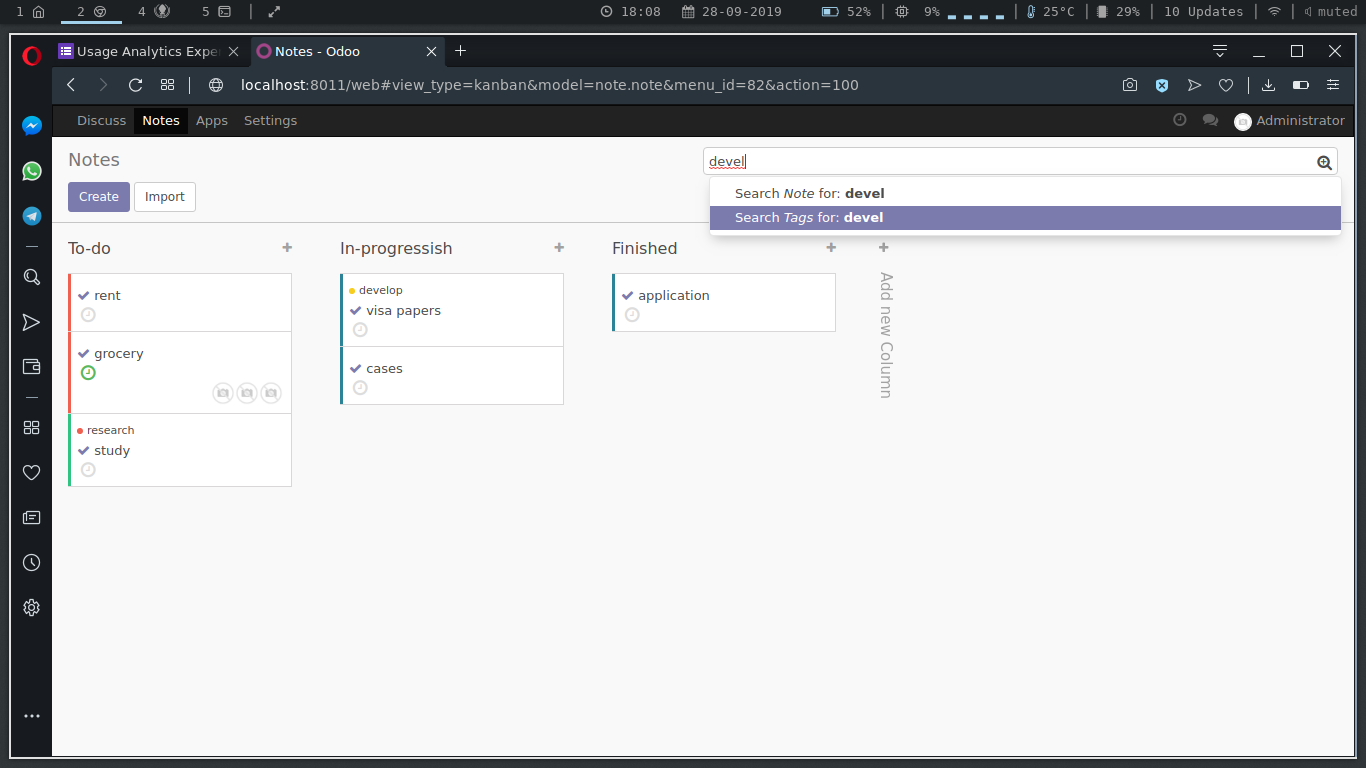 1 2 4 5 18:08 28-09-2019 52% 9% 25°C 29% 10 Updates muted
Usage Analytics Expe Notes - Odoo
localhost:8011/web#view_type=kanban&model=note.note&menu_id=82&action=100
Discuss Notes Apps Settings Administrator
Notes
devel
Create Import
Search Note for: devel
Search Tags for: devel
To-do
rent
grocery
research
study
In-progressish
develop
visa papers
cases
Finished
application
Add new Column